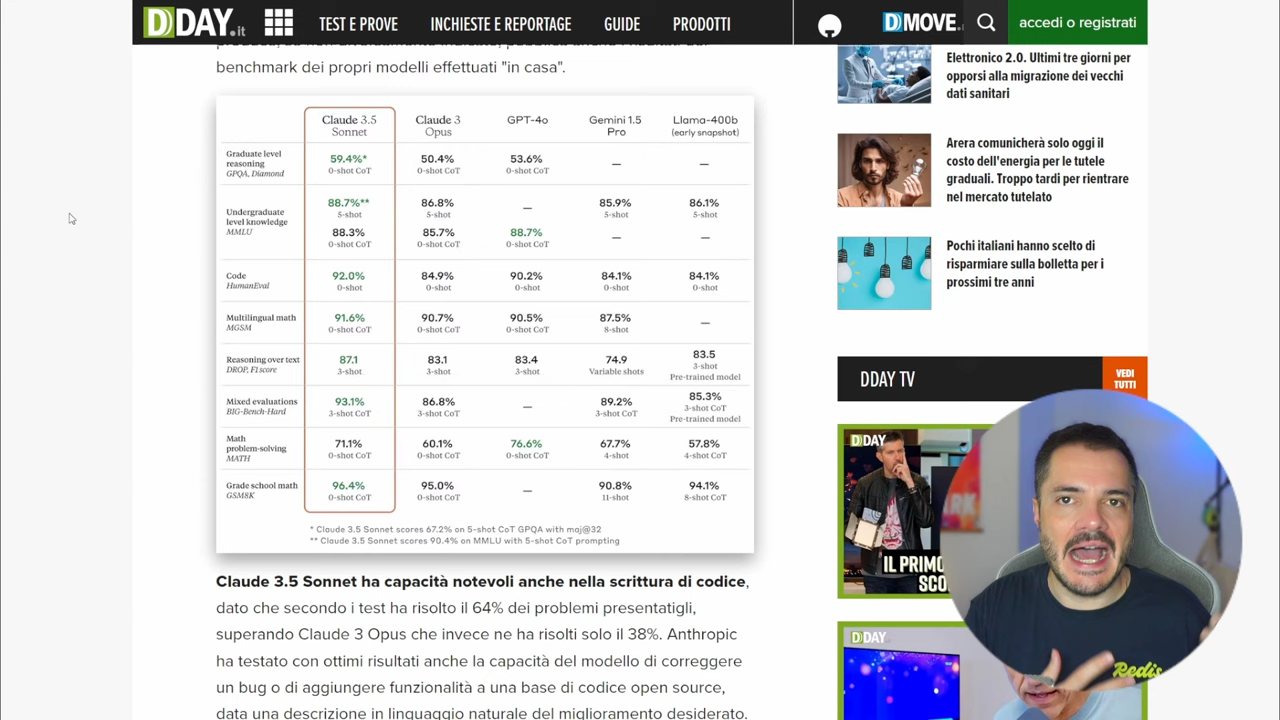 DDAY.it
TEST E PROVE
INCHIESTE E REPORTAGE
GUIDE
PRODOTTI
DMOVE.
accedi o registrati
benchmark dei propri modelli effettuati "in casa".
Claude 3.5 Sonnet
Claude 3 Opus
GPT-4o
Gemini 1.5 Pro
Llama-400b (early snapshot)
Graduate level reasoning
GPQA, Diamond
59.4%*
0-shot CoT
50.4%
0-shot CoT
53.6%
0-shot CoT
—
—
Undergraduate level knowledge
MMLU
88.7%**
5-shot
86.8%
5-shot
—
85.9%
5-shot
86.1%
5-shot
88.3%
0-shot CoT
85.7%
0-shot CoT
88.7%
0-shot CoT
—
—
Code
HumanEval
92.0%
0-shot
84.9%
0-shot
90.2%
0-shot
84.1%
0-shot
84.1%
0-shot
Multilingual math
MGSM
91.6%
0-shot CoT
90.7%
0-shot CoT
90.5%
0-shot CoT
87.5%
8-shot
—
Reasoning over text
DROP, F1 score
87.1
3-shot
83.1
3-shot
83.4
3-shot
74.9
Variable shots
83.5
3-shot
Pre-trained model
Mixed evaluations
BIG-Bench-Hard
93.1%
3-shot CoT
86.8%
3-shot CoT
—
89.2%
3-shot CoT
85.3%
3-shot CoT
Pre-trained model
Math problem-solving
MATH
71.1%
0-shot CoT
60.1%
0-shot CoT
76.6%
0-shot CoT
67.7%
4-shot
57.8%
4-shot CoT
Grade school math
GSM8K
96.4%
0-shot CoT
95.0%
0-shot CoT
—
90.8%
11-shot
94.1%
8-shot CoT
* Claude 3.5 Sonnet scores 67.2% on 5-shot CoT GPQA with maj@32
** Claude 3.5 Sonnet scores 90.4% on MMLU with 5-shot CoT prompting
Claude 3.5 Sonnet ha capacità notevoli anche nella scrittura di codice,
dato che secondo i test ha risolto il 64% dei problemi presentatigli,
superando Claude 3 Opus che invece ne ha risolti solo il 38%. Anthropic
ha testato con ottimi risultati anche la capacità del modello di correggere
un bug o di aggiungere funzionalità a una base di codice open source,
data una descrizione in linguaggio naturale del miglioramento desiderato.
Elettronico 2.0. Ultimi tre giorni per
opporsi alla migrazione dei vecchi
dati sanitari
Arera comunicherà solo oggi il
costo dell'energia per le tutele
graduali. Troppo tardi per rientrare
nel mercato tutelato
Pochi italiani hanno scelto di
risparmiare sulla bolletta per i
prossimi tre anni
DDAY TV
VEDI
TUTTI
DDAY
IL PRIMO
SCO
DDAY
Redis